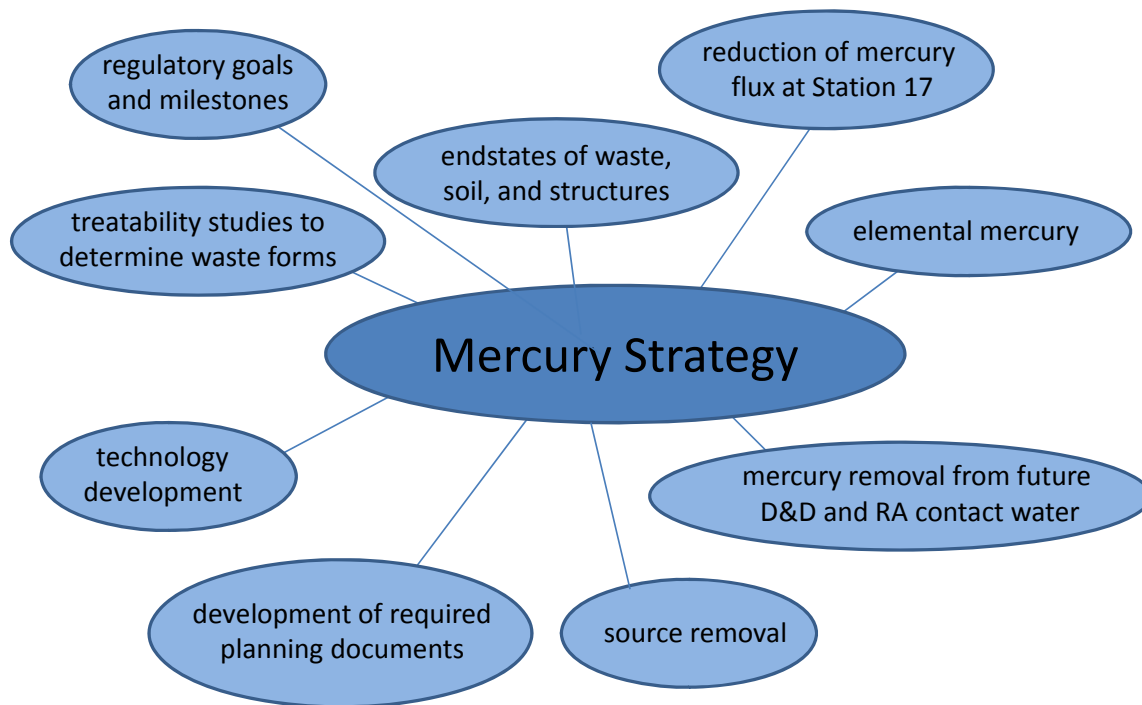 regulatory goals
and milestones
reduction of mercury
flux at Station 17
endstates of waste,
soil, and structures
treatability studies to
determine waste forms
elemental mercury
Mercury Strategy
technology
development
mercury removal from future
D&D and RA contact water
development of required
planning documents
source removal